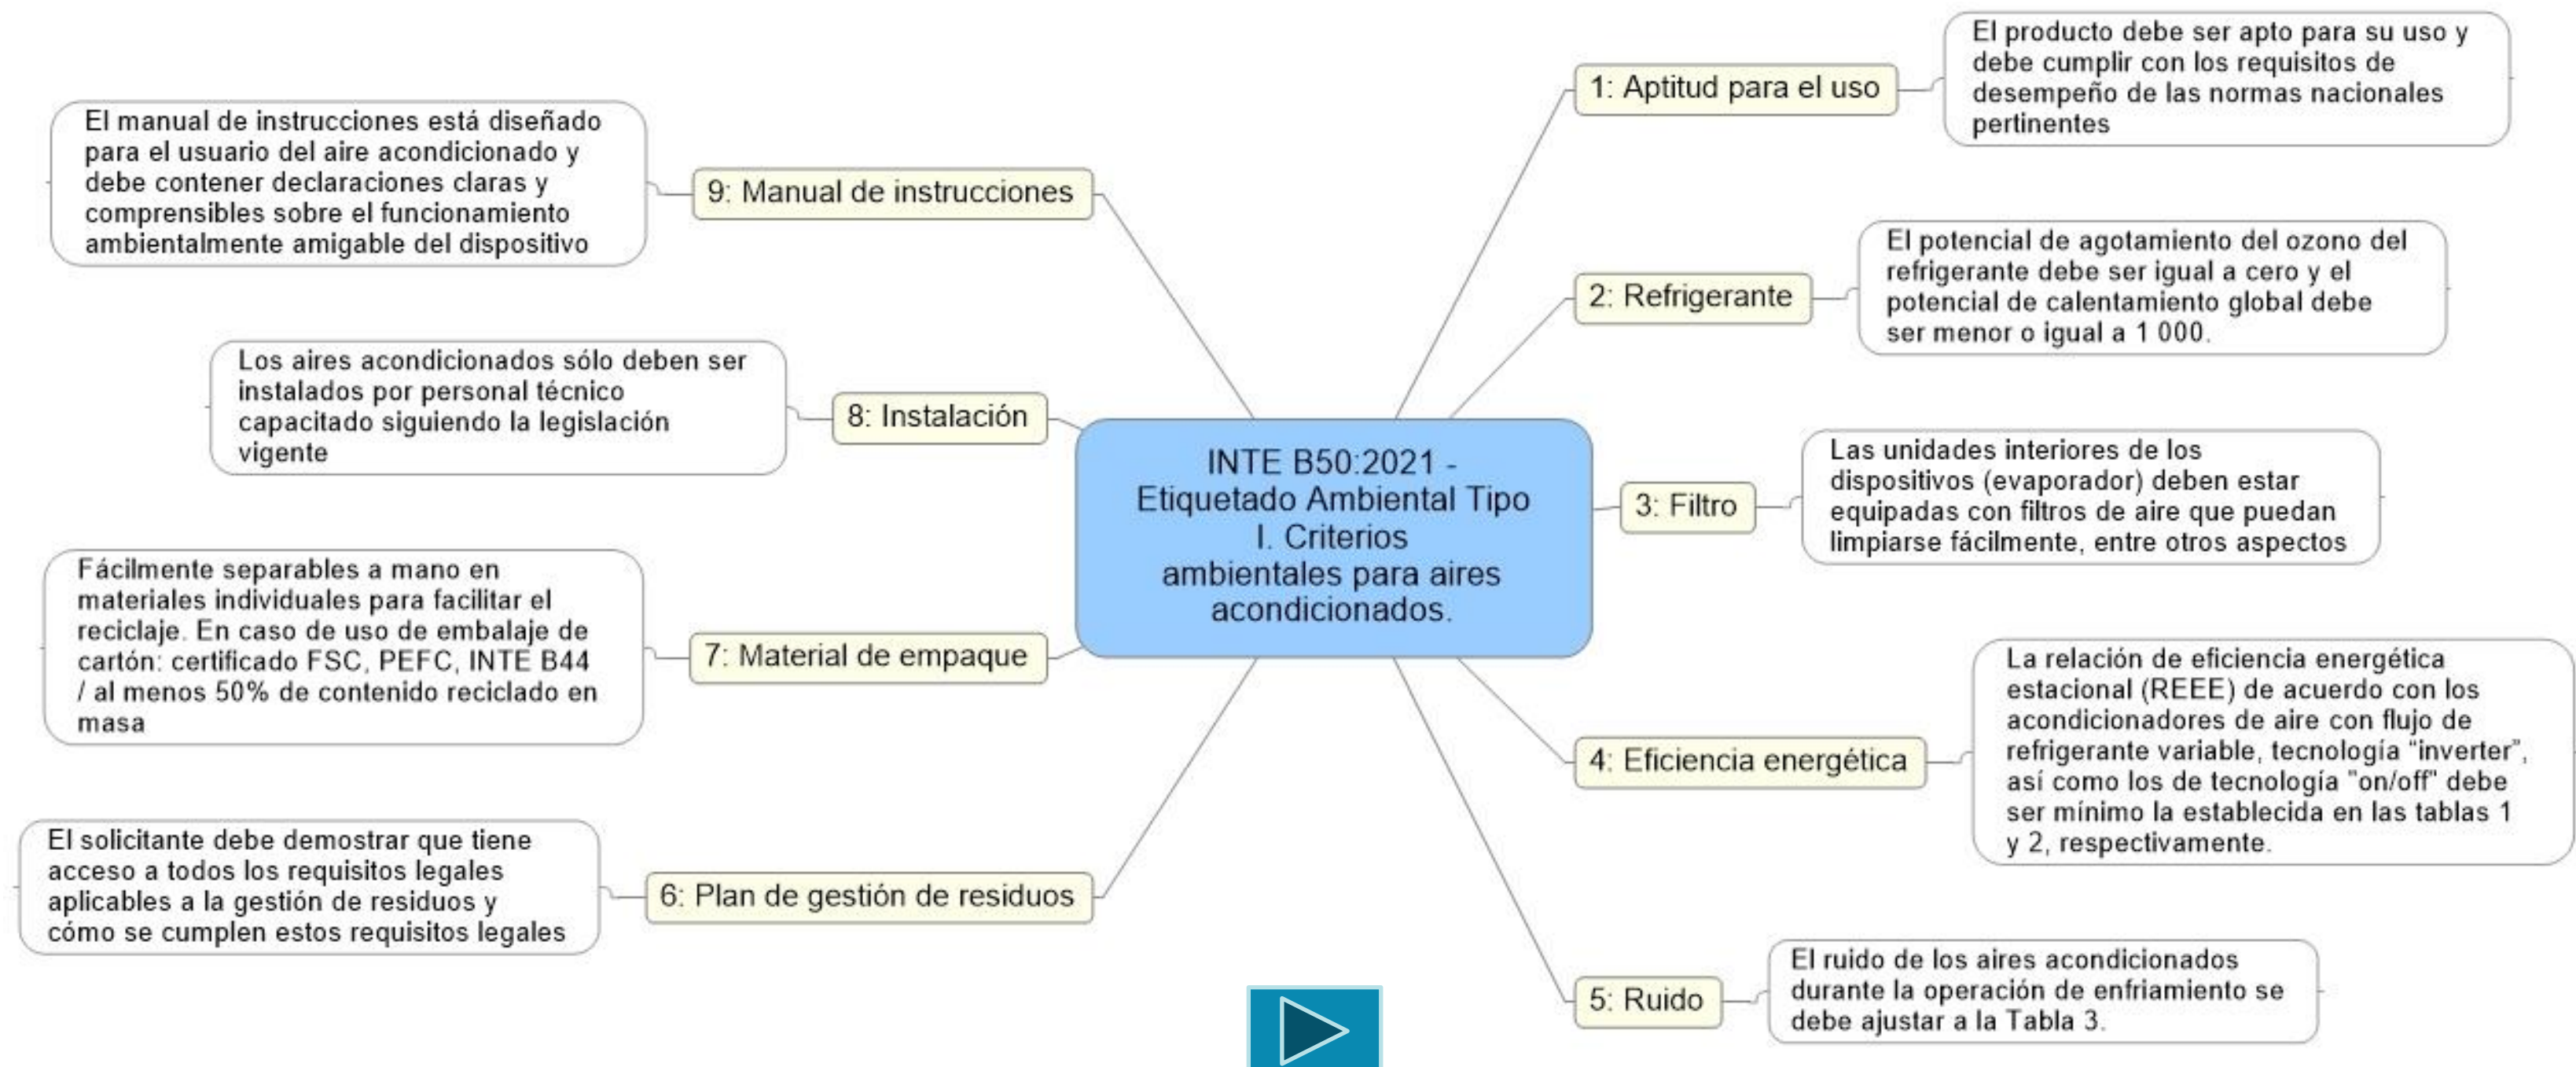 INTE B50:2021 -
Etiquetado Ambiental Tipo
I. Criterios
ambientales para aires
acondicionados.
1: Aptitud para el uso
El producto debe ser apto para su uso y
debe cumplir con los requisitos de
desempeño de las normas nacionales
pertinentes
2: Refrigerante
El potencial de agotamiento del ozono del
refrigerante debe ser igual a cero y el
potencial de calentamiento global debe
ser menor o igual a 1 000.
3: Filtro
Las unidades interiores de los
dispositivos (evaporador) deben estar
equipadas con filtros de aire que puedan
limpiarse fácilmente, entre otros aspectos
4: Eficiencia energética
La relación de eficiencia energética
estacional (REEE) de acuerdo con los
acondicionadores de aire con flujo de
refrigerante variable, tecnología “inverter”,
así como los de tecnología "on/off" debe
ser mínimo la establecida en las tablas 1
y 2, respectivamente.
5: Ruido
El ruido de los aires acondicionados
durante la operación de enfriamiento se
debe ajustar a la Tabla 3.
6: Plan de gestión de residuos
El solicitante debe demostrar que tiene
acceso a todos los requisitos legales
aplicables a la gestión de residuos y
cómo se cumplen estos requisitos legales
7: Material de empaque
Fácilmente separables a mano en
materiales individuales para facilitar el
reciclaje. En caso de uso de embalaje de
cartón: certificado FSC, PEFC, INTE B44
/ al menos 50% de contenido reciclado en
masa
8: Instalación
Los aires acondicionados sólo deben ser
instalados por personal técnico
capacitado siguiendo la legislación
vigente
9: Manual de instrucciones
El manual de instrucciones está diseñado
para el usuario del aire acondicionado y
debe contener declaraciones claras y
comprensibles sobre el funcionamiento
ambientalmente amigable del dispositivo